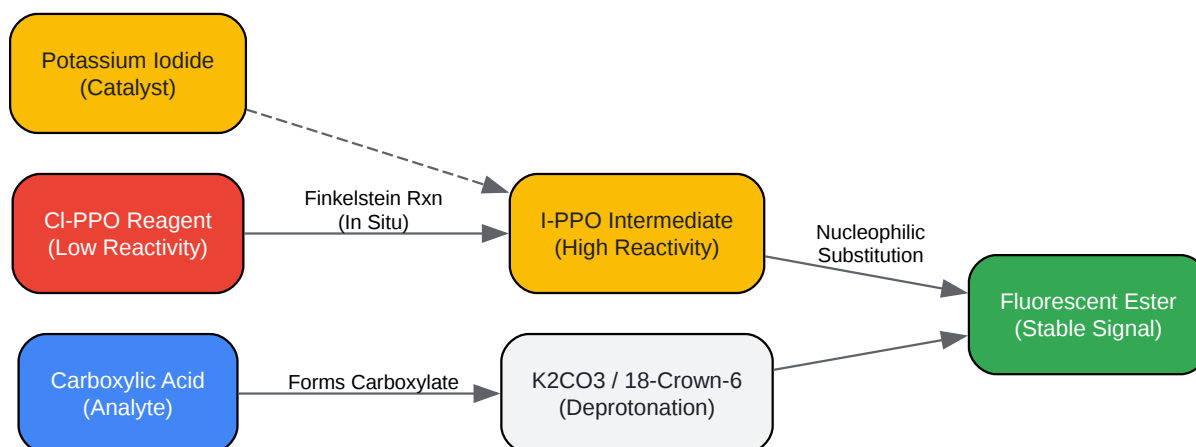 Potassium Iodide
(Catalyst)
Cl-PPO Reagent
(Low Reactivity)
Finkelstein Rxn
(In Situ)
I-PPO Intermediate
(High Reactivity)
Nucleophilic
Substitution
Fluorescent Ester
(Stable Signal)
Carboxylic Acid
(Analyte)
Forms Carboxylate
K2CO3 / 18-Crown-6
(Deprotonation)